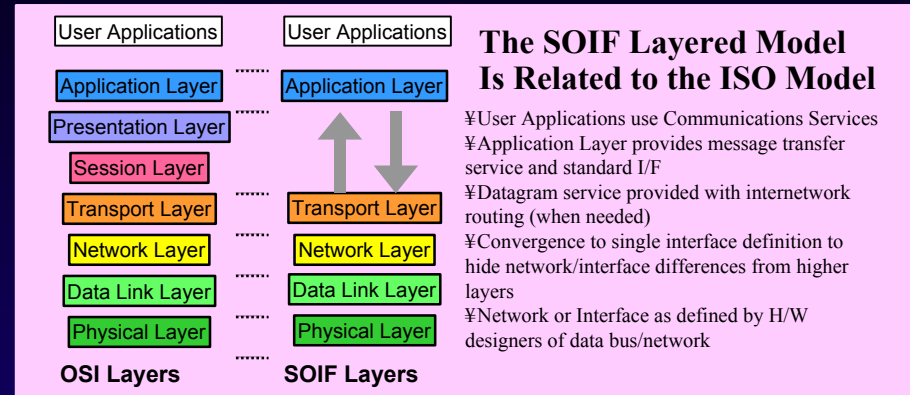 User Applications
Application Layer
Presentation Layer
Session Layer
Transport Layer
Network Layer
Data Link Layer
Physical Layer
OSI Layers
User Applications
Application Layer
Transport Layer
Network Layer
Data Link Layer
Physical Layer
SOIF Layers
The SOIF Layered Model
Is Related to the ISO Model
¥User Applications use Communications Services
¥Application Layer provides message transfer
service and standard I/F
¥Datagram service provided with internetwork
routing (when needed)
¥Convergence to single interface definition to
hide network/interface differences from higher
layers
¥Network or Interface as defined by H/W
designers of data bus/network